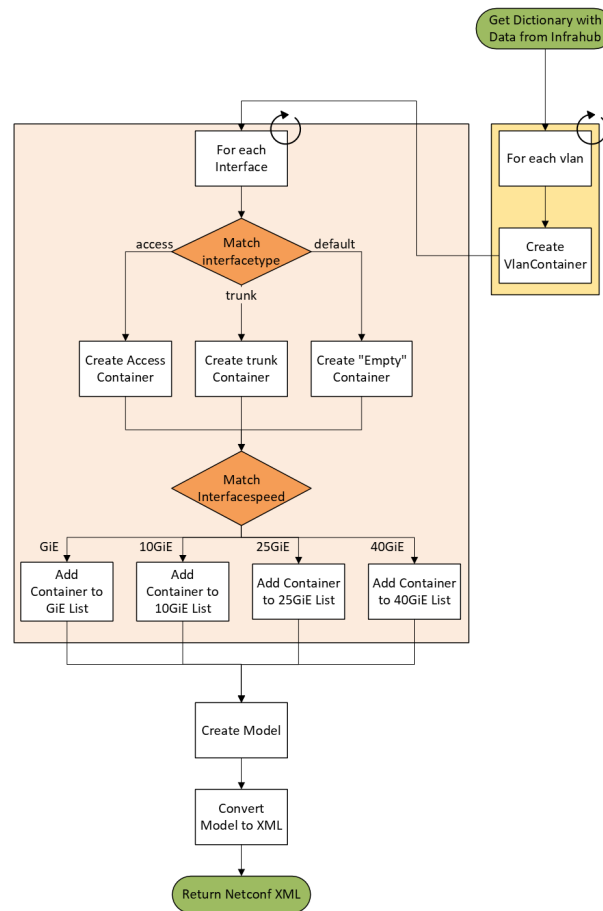 Get Dictionary with
Data from Infrahub
For each vlan
Create
VlanContainer
For each
Interface
Match
interfacetype
access
default
trunk
Create Access
Container
Create trunk
Container
Create "Empty"
Container
Match
Interfacespeed
GiE
10GiE
25GiE
40GiE
Add
Container to
GiE List
Add
Container to
10GiE List
Add Container
to 25GiE List
Add Container
to 40GiE List
Create Model
Convert
Model to XML
Return Netconf XML